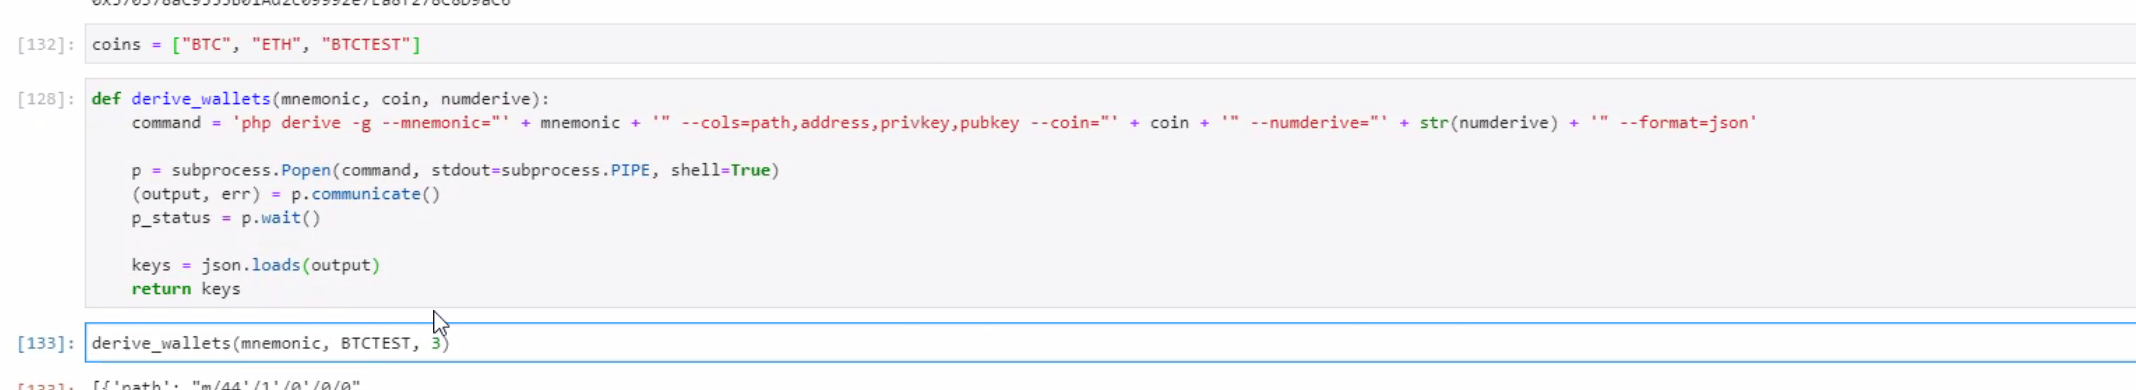 [132]: coins = ["BTC", "ETH", "BTCTEST"]
[128]: def derive_wallets(mnemonic, coin, numderive):
command = 'php derive -g --mnemonic="' + mnemonic + '" --cols=path,address,privkey,pubkey --coin="' + coin + '" --numderive="' + str(numderive) + '" --format=json'
p = subprocess.Popen(command, stdout=subprocess.PIPE, shell=True)
(output, err) = p.communicate()
p_status = p.wait()
keys = json.loads(output)
return keys
[133]: derive_wallets(mnemonic, BTCTEST, 3)
[133]: [{'path': "m/44'/1'/0'/0/0"